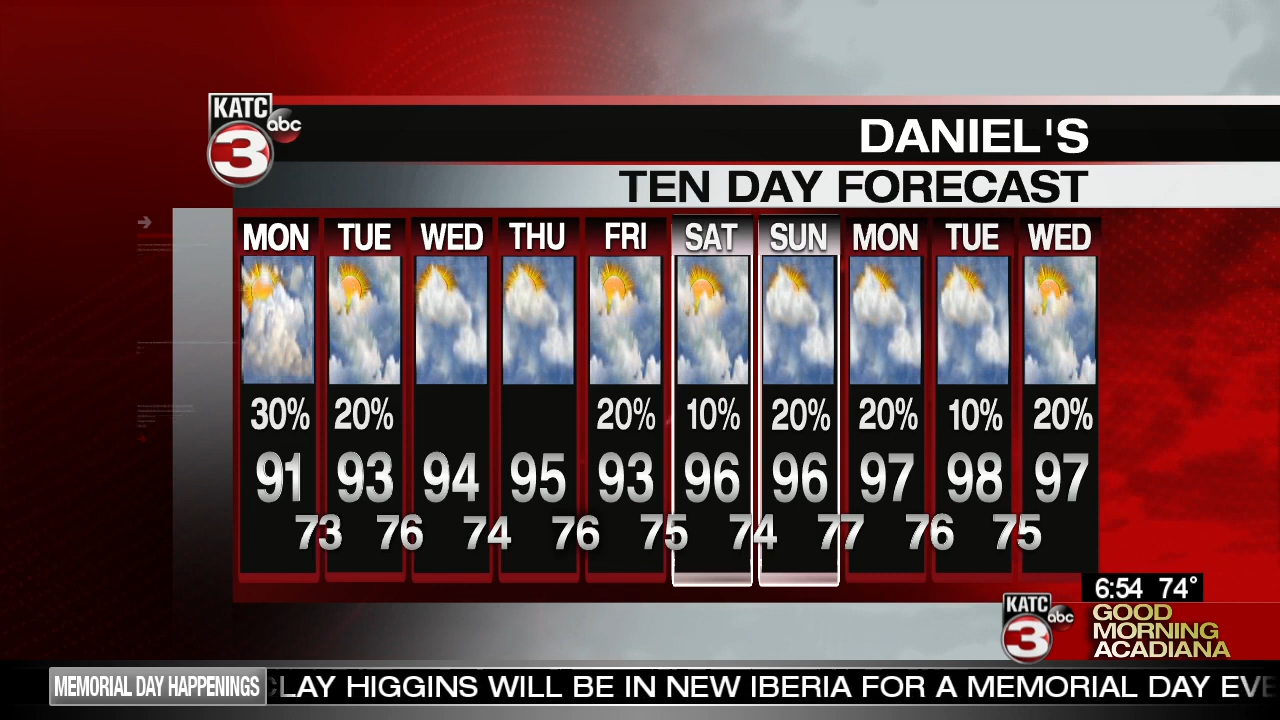 KATC
abc
3
DANIEL'S
TEN DAY FORECAST
MON TUE WED THU FRI SAT SUN MON TUE WED
30% 20% 20% 10% 20% 20% 10% 20%
91 93 94 95 93 96 96 97 98 97
73 76 74 76 75 74 77 76 75
6:54 74°
KATC
abc
3
GOOD
MORNING
ACADIANA
MEMORIAL DAY HAPPENINGS CLAY HIGGINS WILL BE IN NEW IBERIA FOR A MEMORIAL DAY EVE